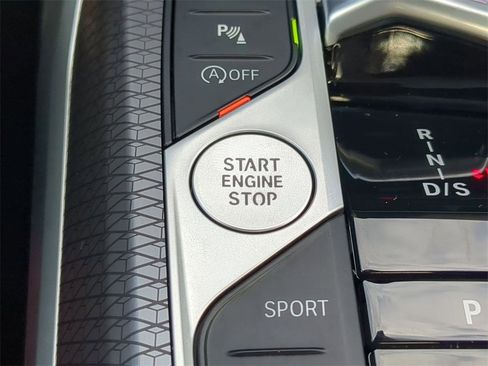 P
A OFF
START
ENGINE
STOP
SPORT
R
N
D/S
P